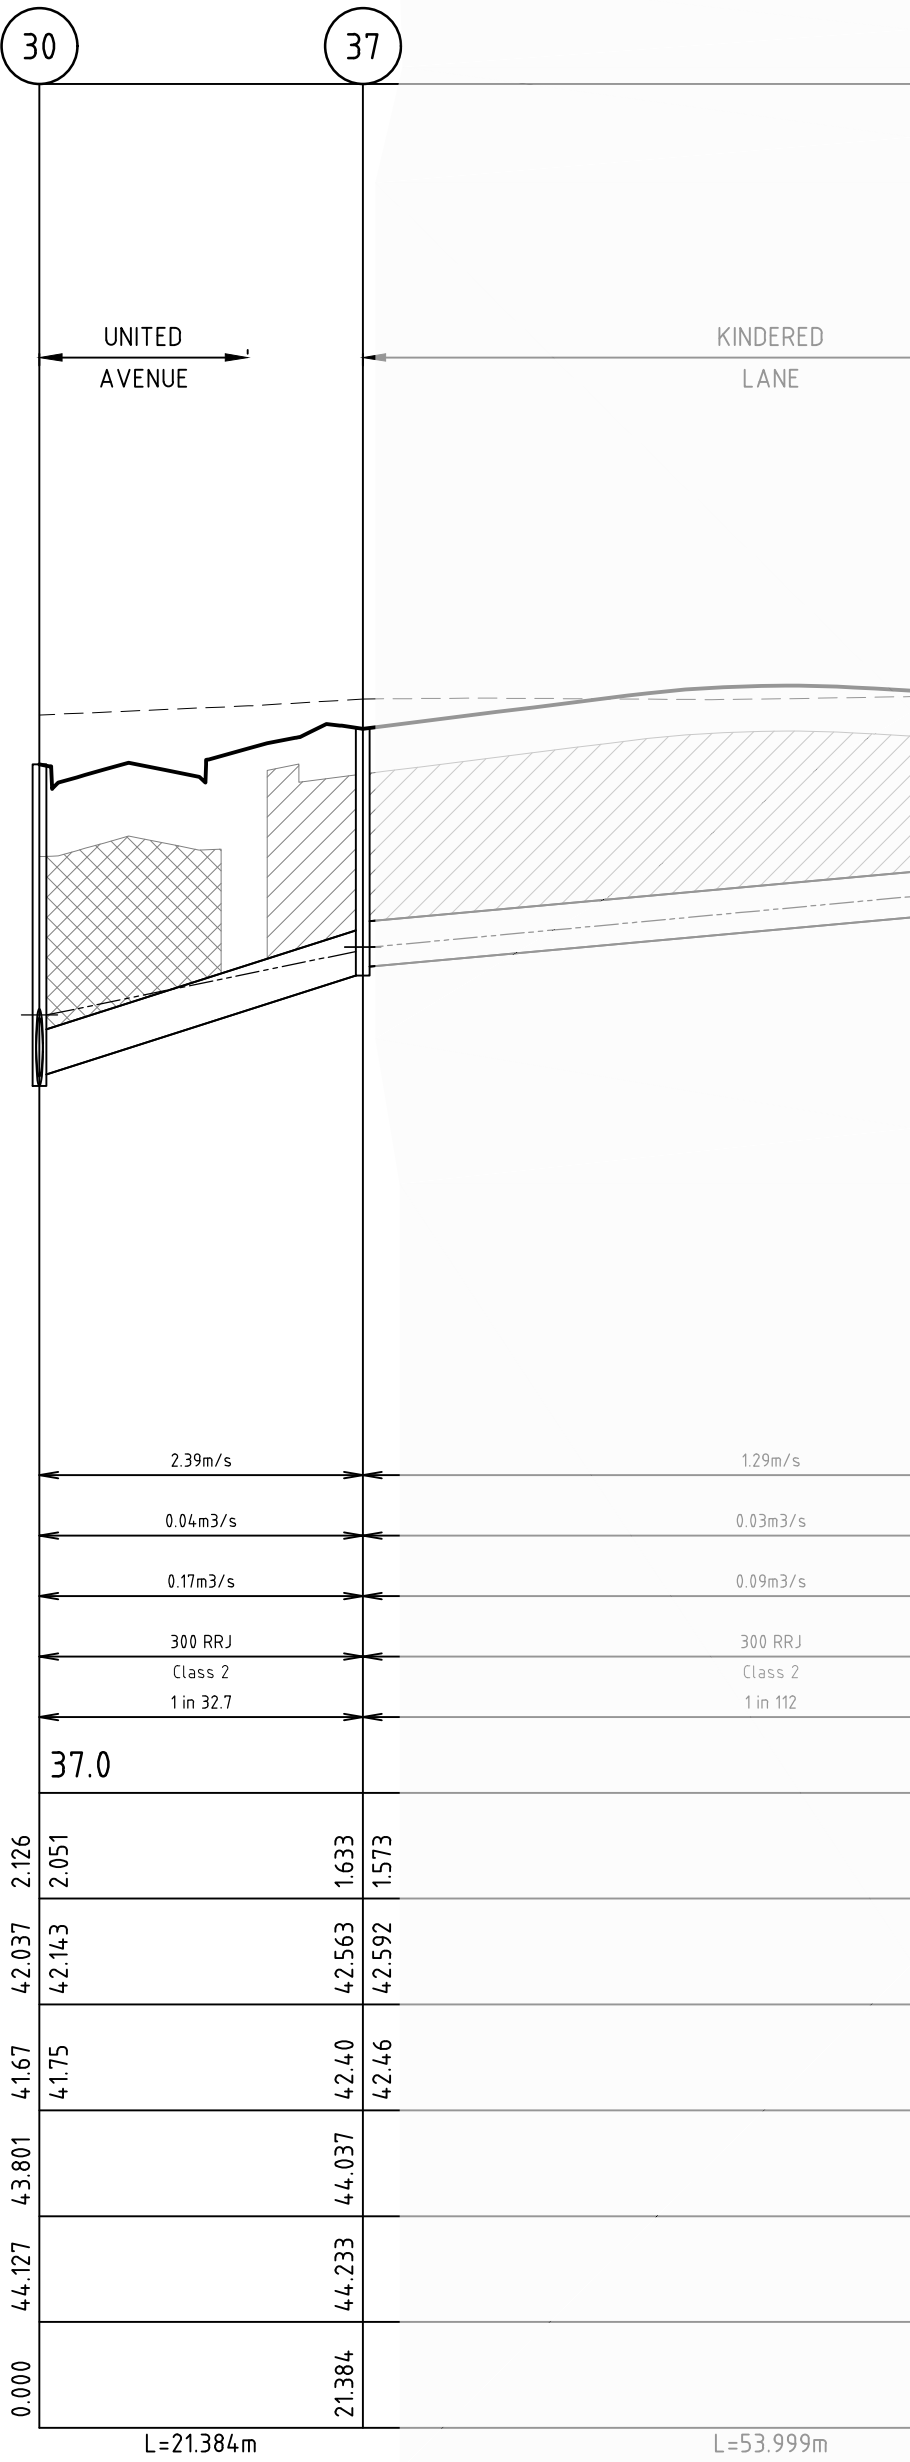 30
37
UNITED
AVENUE
KINDERED
LANE
2.39m/s
1.29m/s
0.04m3/s
0.03m3/s
0.17m3/s
0.09m3/s
300 RRJ
300 RRJ
Class 2
Class 2
1 in 32.7
1 in 112
37.0
2.126
2.051
1.633
1.573
42.037
42.143
42.563
42.592
41.67
41.75
42.40
42.46
43.801
44.037
44.127
44.233
0.000
21.384
L=21.384m
L=53.999m